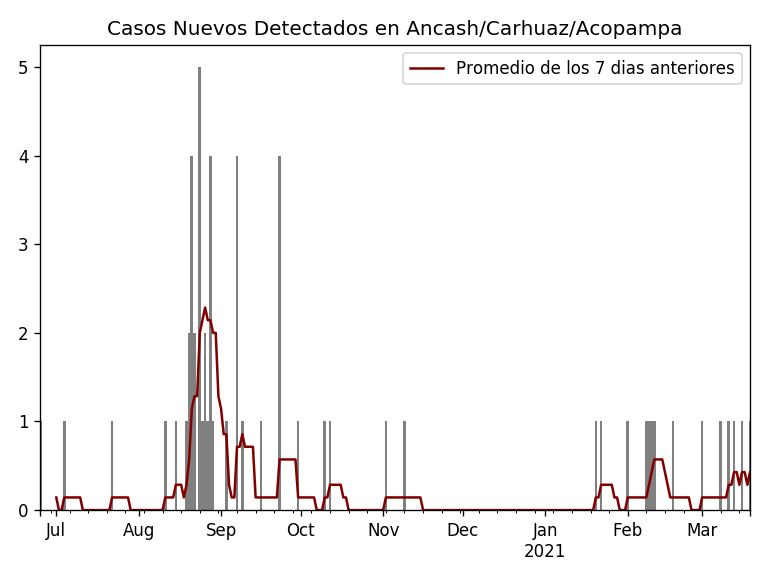 Casos Nuevos Detectados en Ancash/Carhuaz/Acopampa
Promedio de los 7 dias anteriores
5
4
3
2
1
0
Jul Aug Sep Oct Nov Dec Jan Feb Mar
2021